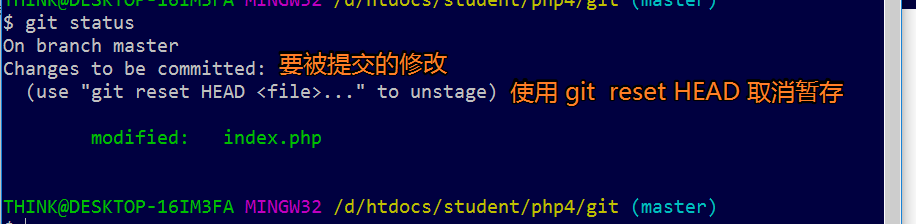 THINK@DESKTOP-16IM3FA MINGW32 /d/htdocs/student/php4/git (master)
$ git status
On branch master
Changes to be committed: 要被提交的修改
(use "git reset HEAD <file>..." to unstage) 使用 git reset HEAD 取消暂存
modified: index.php
THINK@DESKTOP-16IM3FA MINGW32 /d/htdocs/student/php4/git (master)